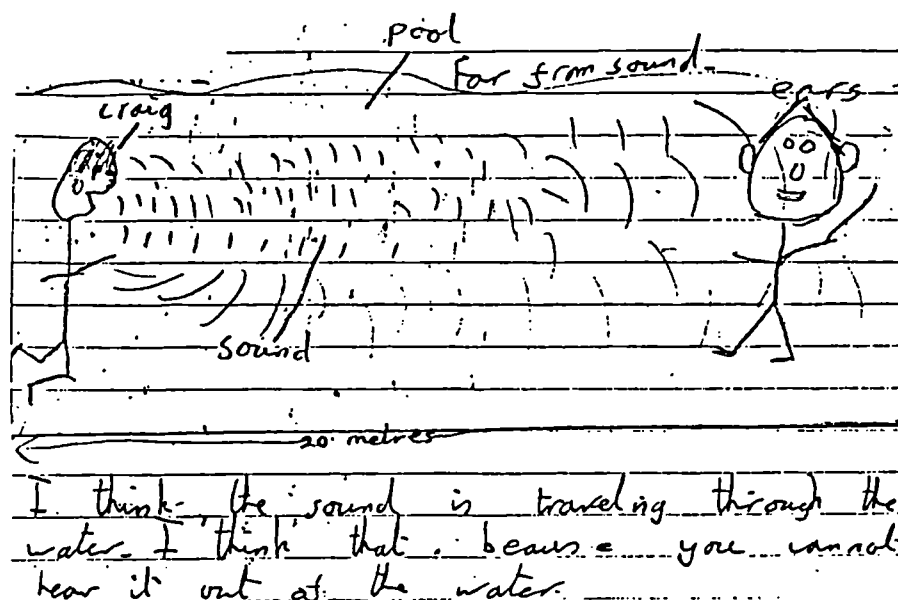 pool
Far from sound.
ears
Craig
Sound
20 metres
I think the sound is traveling through the
water. I think that beause you cannot
hear it out of the water.